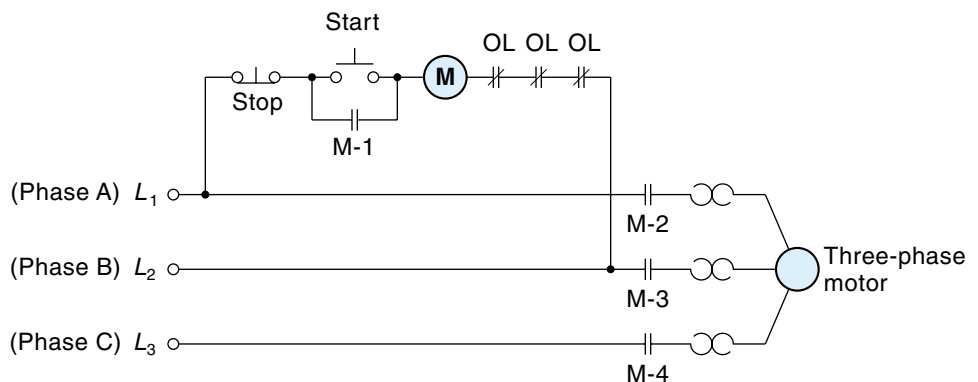 Start
OL OL OL
M
Stop
M-1
(Phase A) L₁
M-2
(Phase B) L₂
Three-phase
motor
M-3
(Phase C) L₃
M-4